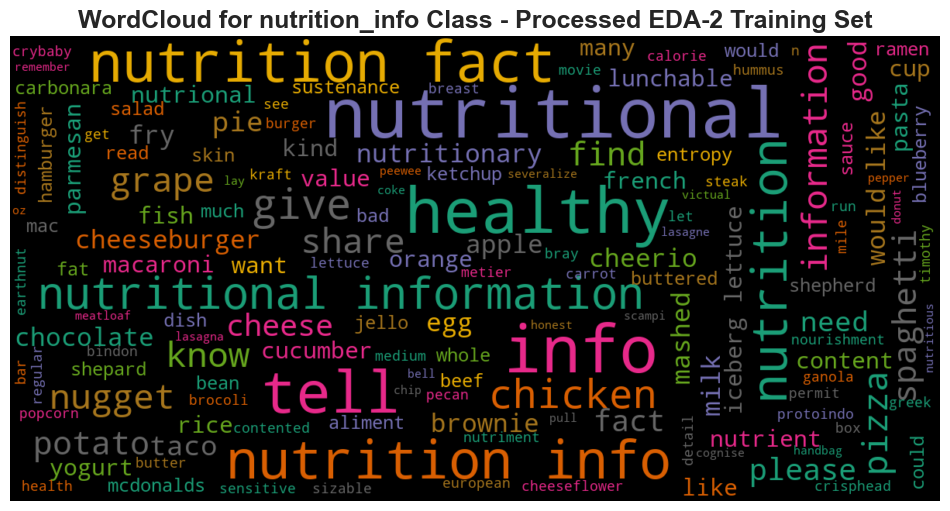 WordCloud for nutrition_info Class - Processed EDA-2 Training Set
crybaby
remember
nutrition fact
many
calorie
would
n
ramen
movie
hummus
good
cup
carbonara
nutritional
sustenance
breast
lunchable
information
distinguish
hamburger
parmesan
salad
see
burger
nutritional
pie
get
fry
kind
nutritionary
find
entropy
would like
pasta
blueberry
sauce
read
skin
grape
lay
kraft
value
peewee
ketchup
severalize
french
steak
pepper
oz
fish
much
give
bad
coke
healthy
victual
let
lasagne
nutrition
run
donut
mac
cheeseburger
share
apple
bray
cheerio
iceberg lettuce
mile
timothy
earthnut
fat
macaroni
want
lettuce
orange
metier
carrot
buttered
shepherd
spaghetti
nutritional information
meatloaf
dish
cheese
jello
egg
honest
scampi
mashed
need
nourishment
nutritious
chocolate
lasagna
bindon
know
cucumber
medium
whole
info
milk
content
bar
regular
shepard
bean
tell
bell
beef
chip
pecan
chicken
ganola
permit
greek
nugget
brocoli
popcorn
rice
contented
aliment
brownie
pull
fact
protoindo
pizza
potato
taco
nutriment
detail
nutrient
box
could
yogurt
butter
nutrition info
cognise
handbag
please
health
mcdonalds
sensitive
sizable
european
cheeseflower
like
crisphead